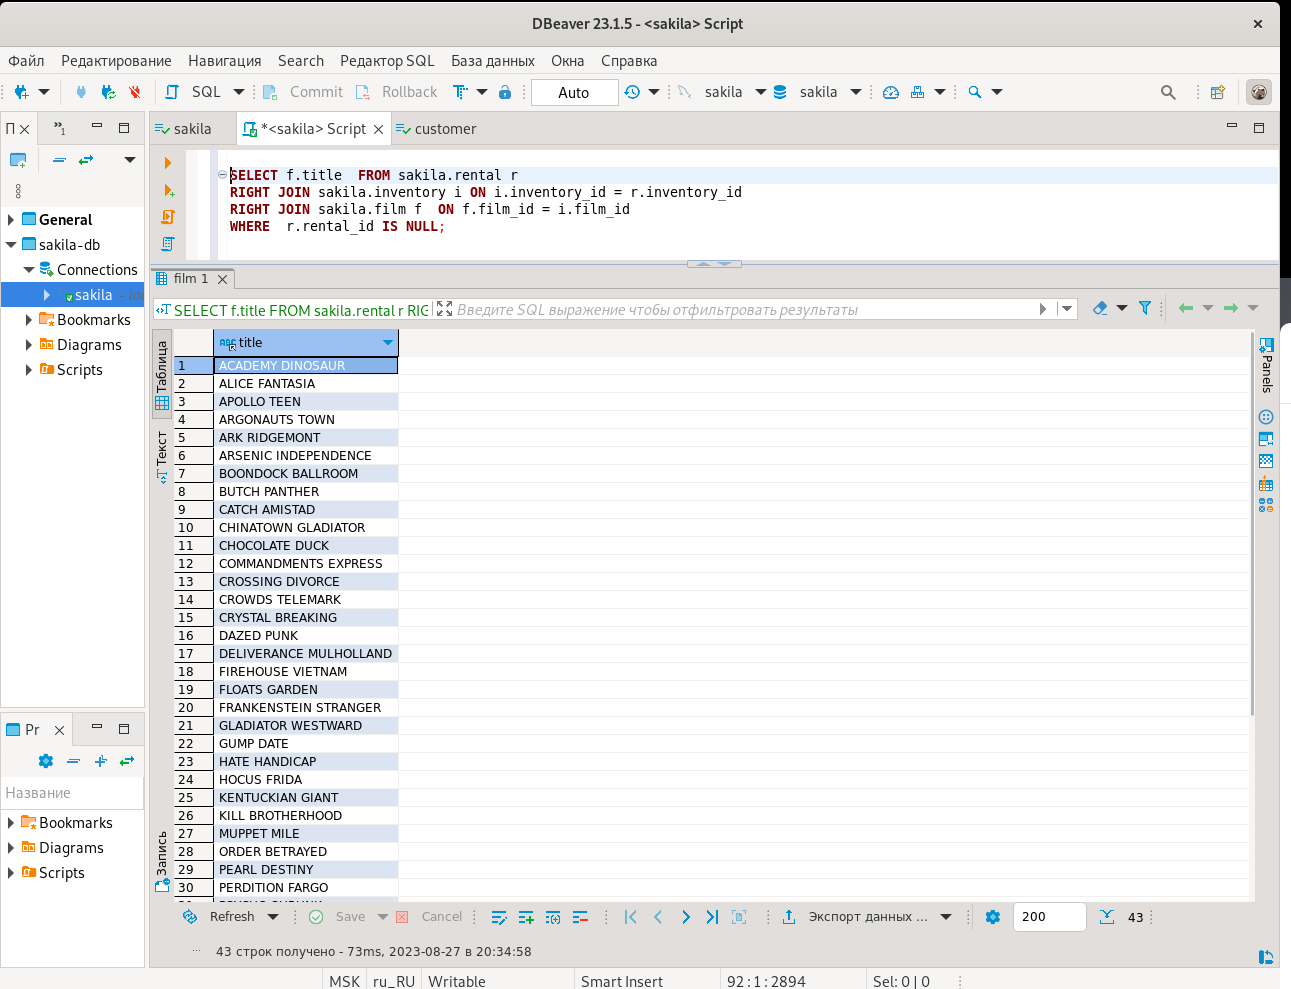 DBeaver 23.1.5 - <sakila> Script
Файл Редактирование Навигация Search Редактор SQL База данных Окна Справка
SQL Commit Rollback Auto sakila sakila
П
»1
sakila *<sakila> Script customer
General
sakila-db
Connections
sakila
Bookmarks
Diagrams
Scripts
SELECT f.title  FROM sakila.rental r
RIGHT JOIN sakila.inventory i ON i.inventory_id = r.inventory_id
RIGHT JOIN sakila.film f  ON f.film_id = i.film_id
WHERE  r.rental_id IS NULL;
film 1
SELECT f.title FROM sakila.rental r RIG Введите SQL выражение чтобы отфильтровать результаты
Таблица
Текст
Запись
Panels
ABC title
1 ACADEMY DINOSAUR
2 ALICE FANTASIA
3 APOLLO TEEN
4 ARGONAUTS TOWN
5 ARK RIDGEMONT
6 ARSENIC INDEPENDENCE
7 BOONDOCK BALLROOM
8 BUTCH PANTHER
9 CATCH AMISTAD
10 CHINATOWN GLADIATOR
11 CHOCOLATE DUCK
12 COMMANDMENTS EXPRESS
13 CROSSING DIVORCE
14 CROWDS TELEMARK
15 CRYSTAL BREAKING
16 DAZED PUNK
17 DELIVERANCE MULHOLLAND
18 FIREHOUSE VIETNAM
19 FLOATS GARDEN
20 FRANKENSTEIN STRANGER
21 GLADIATOR WESTWARD
22 GUMP DATE
23 HATE HANDICAP
24 HOCUS FRIDA
25 KENTUCKIAN GIANT
26 KILL BROTHERHOOD
27 MUPPET MILE
28 ORDER BETRAYED
29 PEARL DESTINY
30 PERDITION FARGO
Pr
Название
Bookmarks
Diagrams
Scripts
Refresh Save Cancel Экспорт данных ... 200 43
43 строк получено - 73ms, 2023-08-27 в 20:34:58
MSK ru_RU Writable Smart Insert 92 : 1 : 2894 Sel: 0 | 0